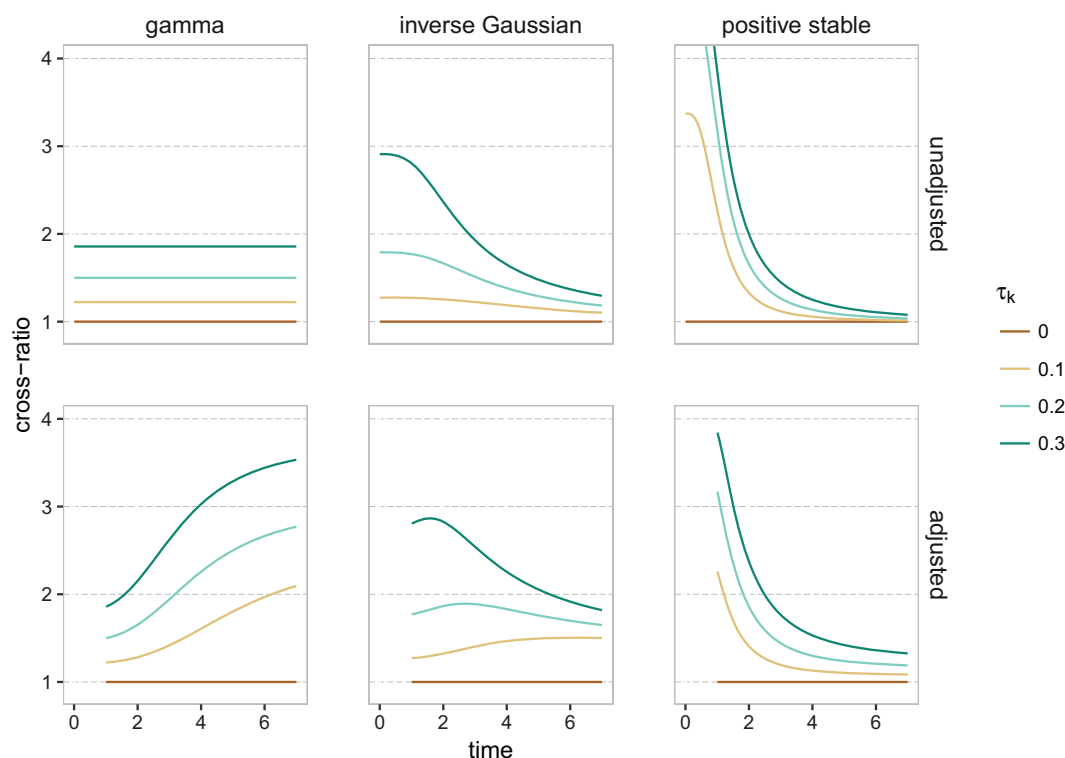 gamma
inverse Gaussian
positive stable
4
3
2
1
unadjusted
4
3
2
1
adjusted
cross−ratio
0 2 4 6
0 2 4 6
0 2 4 6
time
τk
0
0.1
0.2
0.3